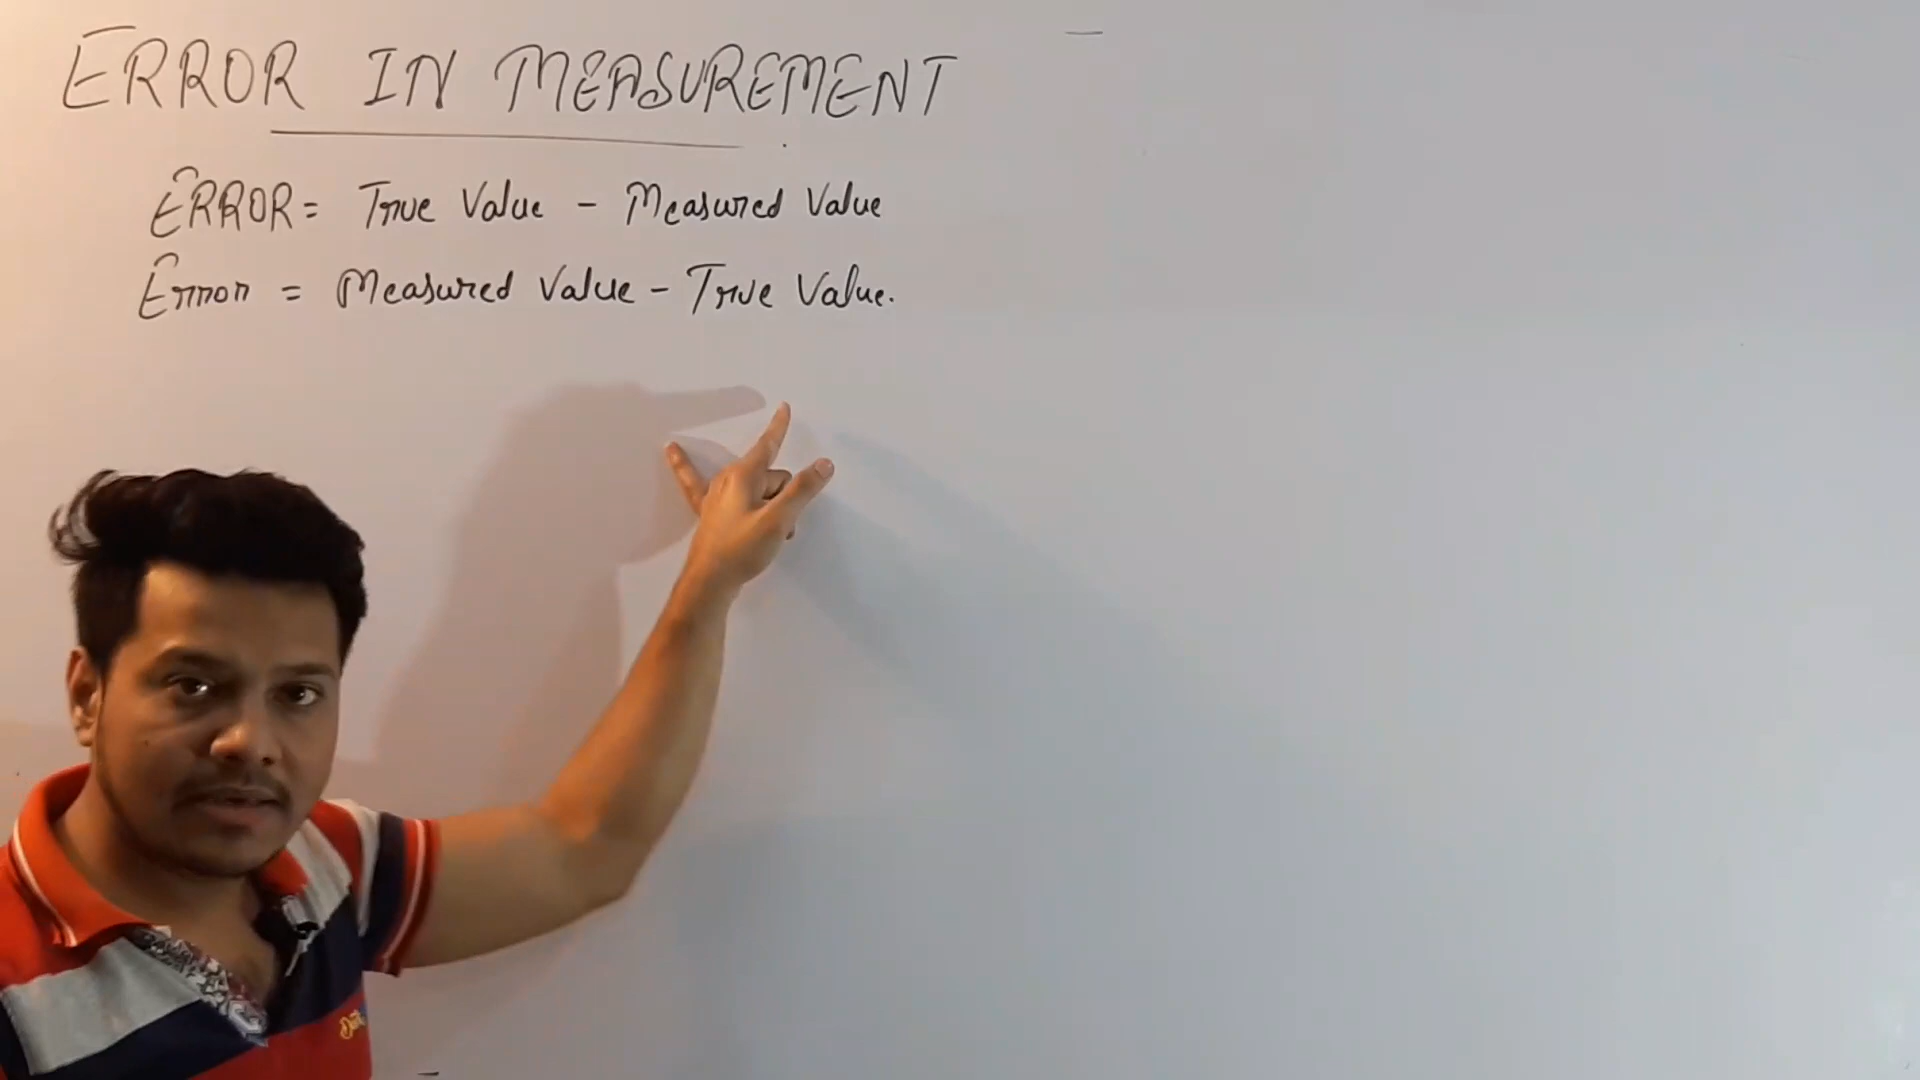 ERROR IN MEASUREMENT
ERROR = True Value - Measured Value
Error = Measured Value - True Value.